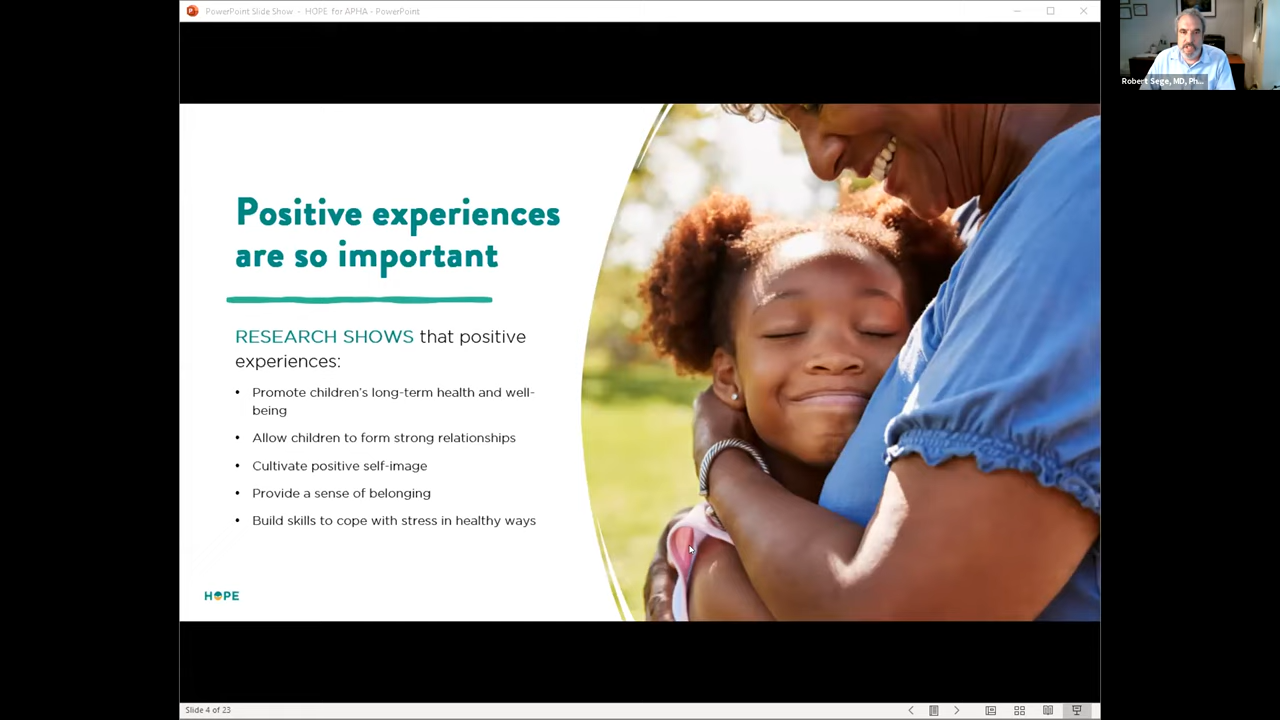 PowerPoint Slide Show - HOPE for APHA - PowerPoint
Robert Sege, MD, Ph...
Positive experiences
are so important
RESEARCH SHOWS that positive
experiences:
• Promote children's long-term health and well-
being
• Allow children to form strong relationships
• Cultivate positive self-image
• Provide a sense of belonging
• Build skills to cope with stress in healthy ways
HOPE
Slide 4 of 23